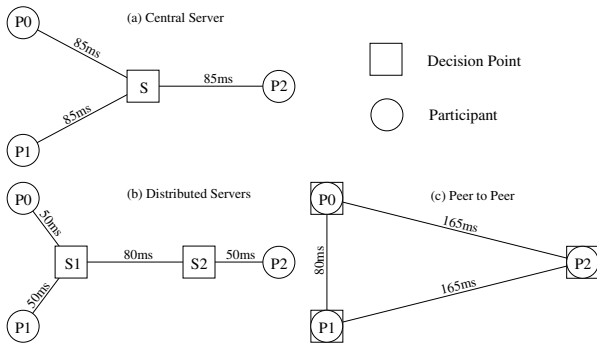 (a) Central Server
P0
85ms
S
85ms
P2
85ms
P1
Decision Point
Participant
(b) Distributed Servers
P0
50ms
S1
80ms
S2
50ms
P2
50ms
P1
(c) Peer to Peer
P0
165ms
80ms
P2
165ms
P1